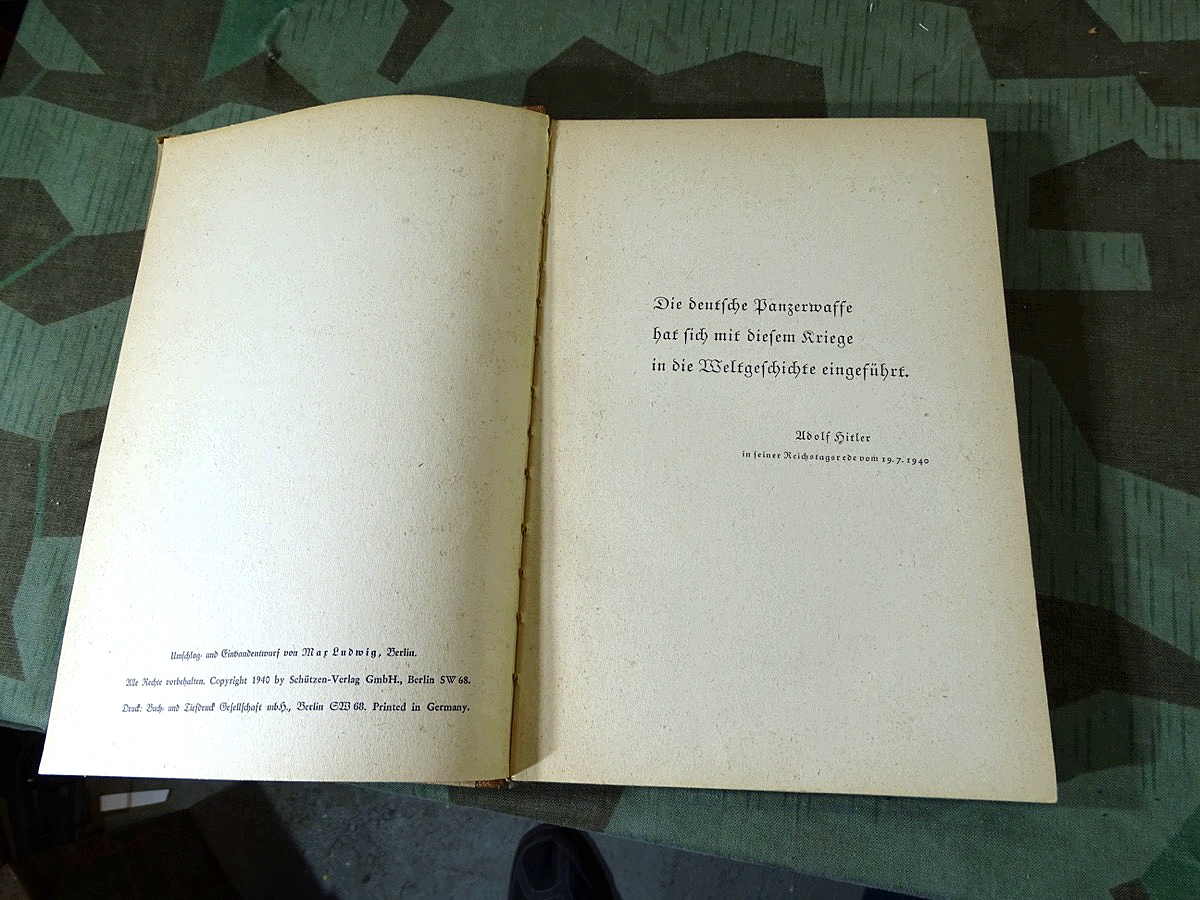 Umschlag- und Einbandentwurf von Max Ludwig, Berlin.
Alle Rechte vorbehalten. Copyright 1940 by Schützen-Verlag GmbH., Berlin SW 68.
Druck: Buch- und Tiefdruck Gesellschaft mbH., Berlin SW 68. Printed in Germany.
Die deutsche Panzerwaffe
hat sich mit diesem Kriege
in die Weltgeschichte eingeführt.
Adolf Hitler
in seiner Reichstagsrede vom 19.7.1940